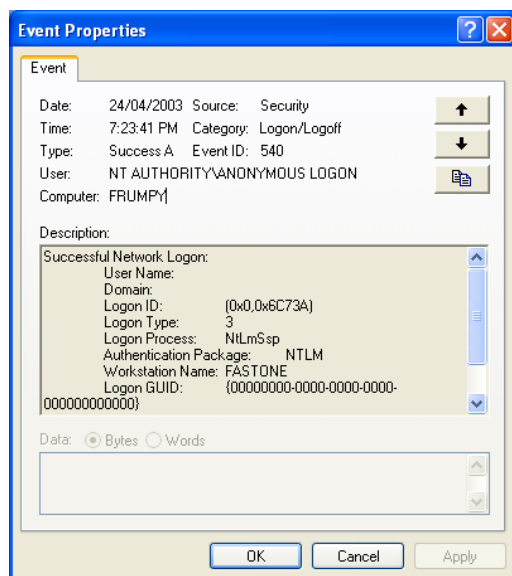 Event Properties
Event
Date: 24/04/2003 Source: Security
Time: 7:23:41 PM Category: Logon/Logoff
Type: Success A Event ID: 540
User: NT AUTHORITY\ANONYMOUS LOGON
Computer: FRUMPY
Description:
Successful Network Logon:
User Name:
Domain:
Logon ID: (0x0,0x6C73A)
Logon Type: 3
Logon Process: NtLmSsp
Authentication Package: NTLM
Workstation Name: FASTONE
Logon GUID: {00000000-0000-0000-0000-
000000000000}
Data: Bytes Words
OK Cancel Apply